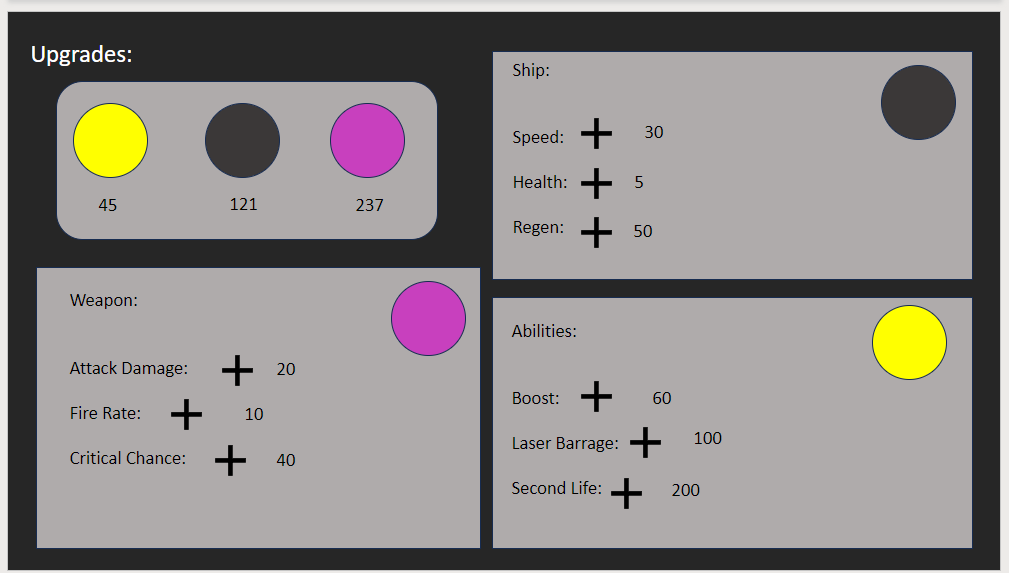 Upgrades:
45 121 237
Ship:
Speed: 30
Health: 5
Regen: 50
Weapon:
Attack Damage: 20
Fire Rate: 10
Critical Chance: 40
Abilities:
Boost: 60
Laser Barrage: 100
Second Life: 200